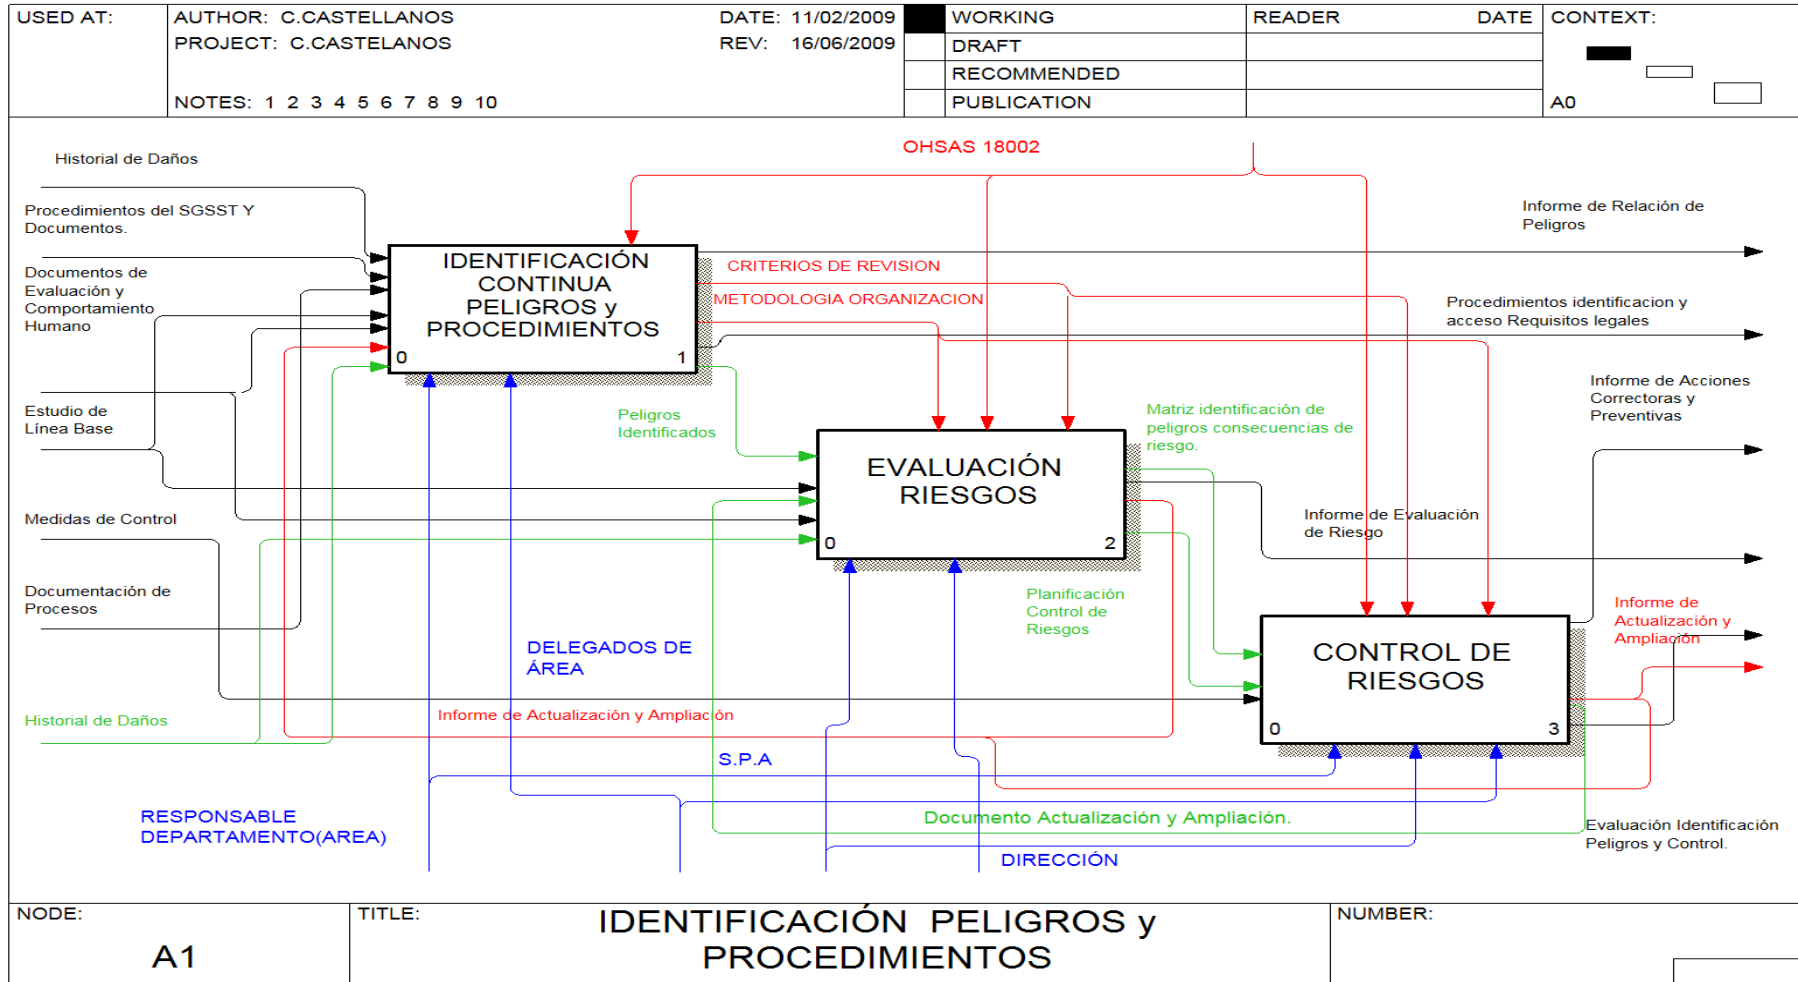 USED AT:
AUTHOR: C.CASTELLANOS
DATE: 11/02/2009
PROJECT: C.CASTELANOS
REV: 16/06/2009
NOTES: 1 2 3 4 5 6 7 8 9 10
WORKING
DRAFT
RECOMMENDED
PUBLICATION
READER
DATE
CONTEXT:
A0
OHSAS 18002
Historial de Daños
Procedimientos del SGSST Y
Documentos.
Documentos de
Evaluación y
Comportamiento
Humano
Estudio de
Línea Base
Medidas de Control
Documentación de
Procesos
Historial de Daños
IDENTIFICACIÓN
CONTINUA
PELIGROS y
PROCEDIMIENTOS
0
1
CRITERIOS DE REVISION
METODOLOGIA ORGANIZACION
Informe de Relación de
Peligros
Procedimientos identificacion y
acceso Requisitos legales
Informe de Acciones
Correctoras y
Preventivas
Peligros
Identificados
EVALUACIÓN
RIESGOS
0
2
Matriz identificación de
peligros consecuencias de
riesgo.
Informe de Evaluación
de Riesgo
Planificación
Control de
Riesgos
CONTROL DE
RIESGOS
0
3
Informe de
Actualización y
Ampliación
DELEGADOS DE
ÁREA
Informe de Actualización y Ampliación
S.P.A
RESPONSABLE
DEPARTAMENTO(AREA)
Documento Actualización y Ampliación.
DIRECCIÓN
Evaluación Identificación
Peligros y Control.
NODE:
A1
TITLE:
IDENTIFICACIÓN PELIGROS y
PROCEDIMIENTOS
NUMBER: